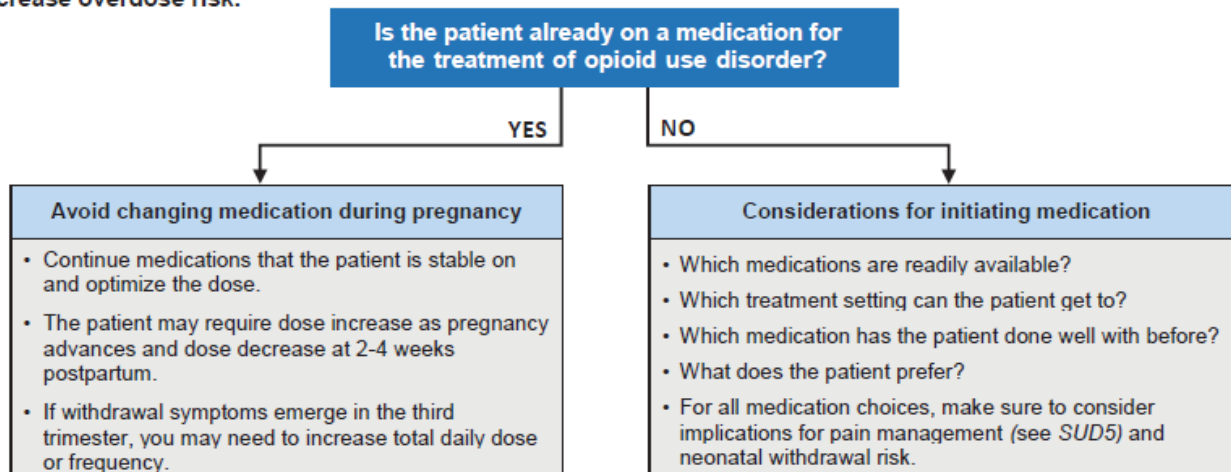 crease overdose risk.
Is the patient already on a medication for
the treatment of opioid use disorder?
YES
NO
Avoid changing medication during pregnancy
• Continue medications that the patient is stable on
and optimize the dose.
• The patient may require dose increase as pregnancy
advances and dose decrease at 2-4 weeks
postpartum.
• If withdrawal symptoms emerge in the third
trimester, you may need to increase total daily dose
or frequency.
Considerations for initiating medication
• Which medications are readily available?
• Which treatment setting can the patient get to?
• Which medication has the patient done well with before?
• What does the patient prefer?
• For all medication choices, make sure to consider
implications for pain management (see SUD5) and
neonatal withdrawal risk.